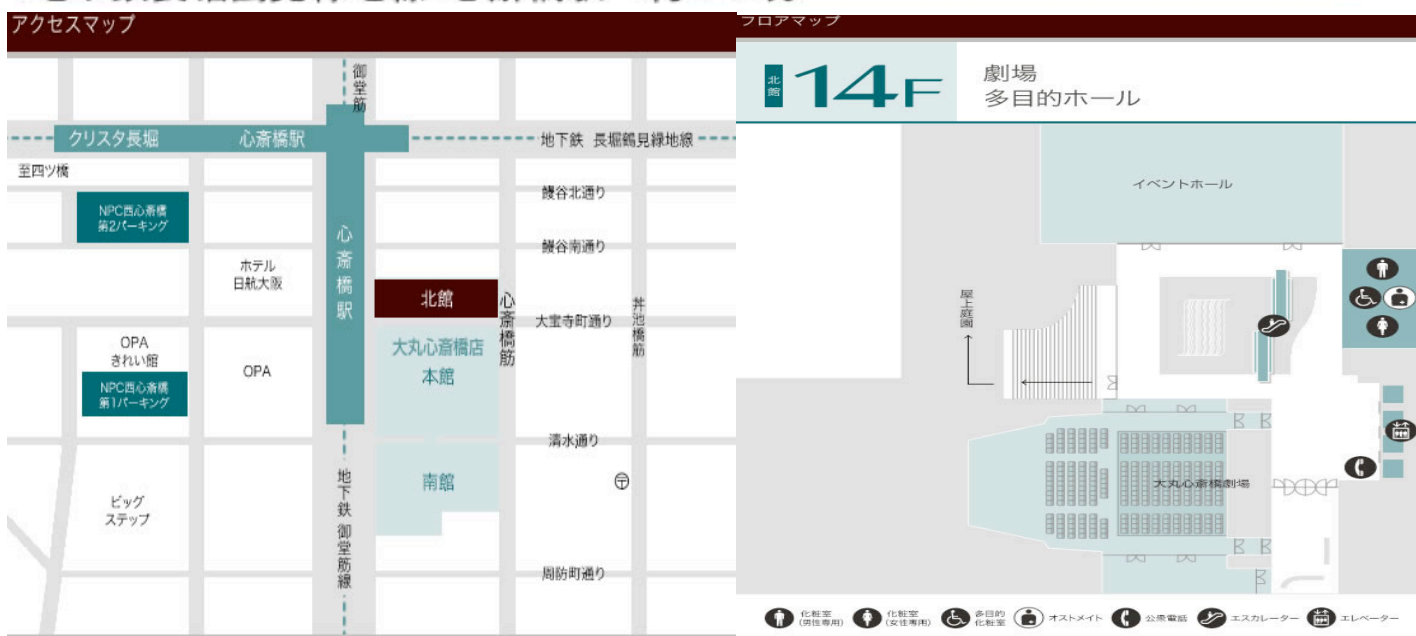 アクセスマップ
御堂筋
クリスタ長堀
心斎橋駅
地下鉄 長堀鶴見緑地線
至四ツ橋
鰻谷北通り
NPC西心斎橋
第2パーキング
心斎橋駅
鰻谷南通り
ホテル
日航大阪
北館
心斎橋筋
大宝寺町通り
丼池橋筋
OPA
きれい館
大丸心斎橋店
本館
OPA
NPC西心斎橋
第1パーキング
清水通り
地下鉄 御堂筋線
南館
〒
ビッグ
ステップ
周防町通り
フロアマップ
北館
14F
劇場
多目的ホール
イベントホール
屋上庭園
大丸心斎橋劇場
化粧室
(男性専用)
化粧室
(女性専用)
多目的
化粧室
オストメイト
公衆電話
エスカレーター
エレベーター